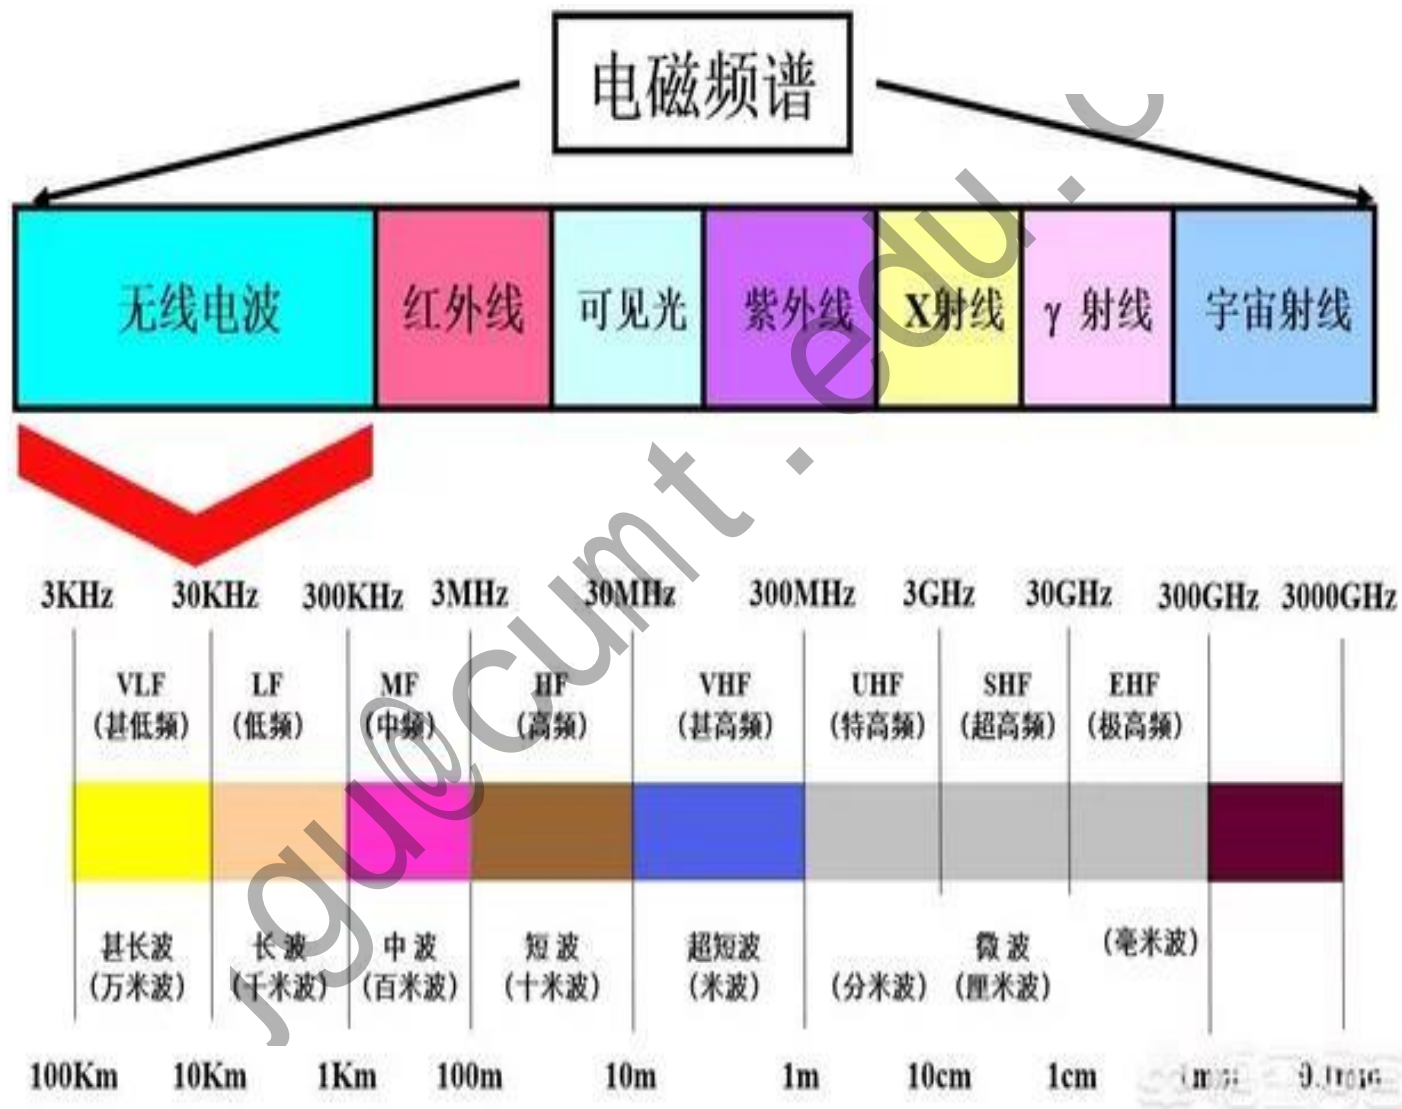 电磁频谱
无线电波 红外线 可见光 紫外线 X射线 γ 射线 宇宙射线
3KHz 30KHz 300KHz 3MHz 30MHz 300MHz 3GHz 30GHz 300GHz 3000GHz
VLF LF MF HF VHF UHF SHF EHF
(甚低频) (低频) (中频) (高频) (甚高频) (特高频) (超高频) (极高频)
甚长波 长 波 中 波 短 波 超短波 微 波 (毫米波)
(万米波) (千米波) (百米波) (十米波) (米波) (分米波) (厘米波)
100Km 10Km 1Km 100m 10m 1m 10cm 1cm
jgu@cumt.edu.c